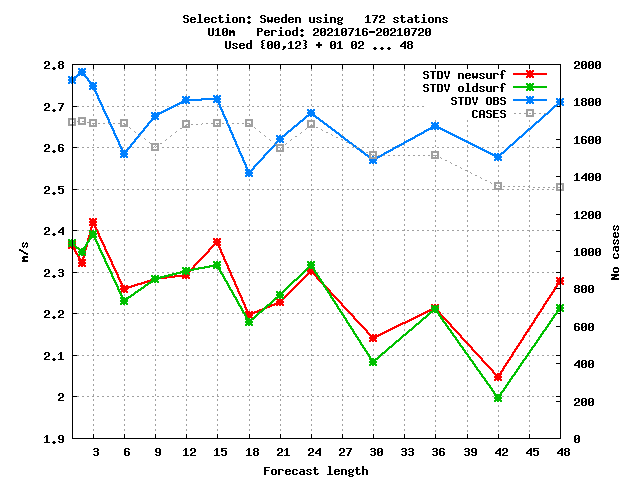 Selection: Sweden using   172 stations
U10m   Period: 20210716-20210720
Used {00,12} + 01 02 ... 48
STDV newsurf
STDV oldsurf
STDV OBS
CASES
2.8
2.7
2.6
2.5
2.4
2.3
2.2
2.1
2
1.9
m/s
2000
1800
1600
1400
1200
1000
800
600
400
200
0
No cases
3 6 9 12 15 18 21 24 27 30 33 36 39 42 45 48
Forecast length